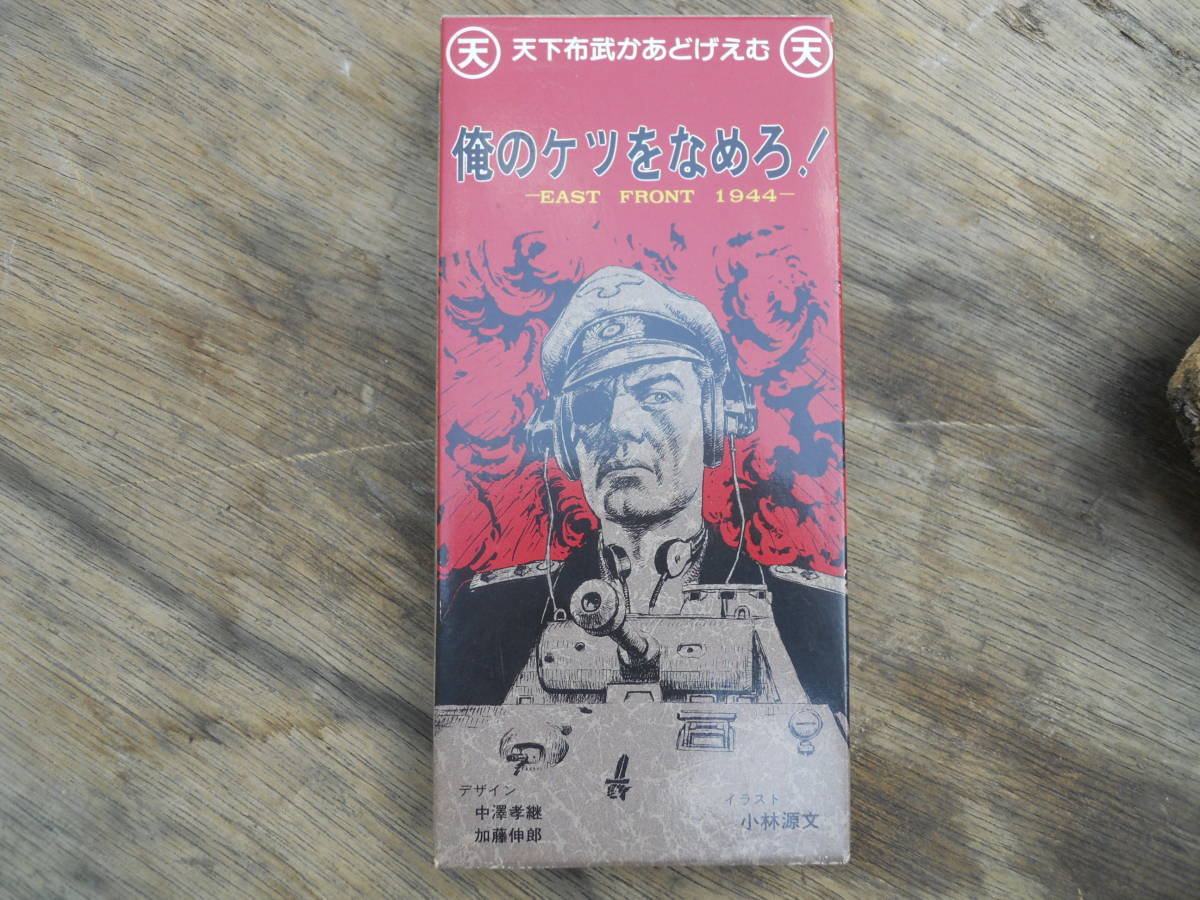 天 天下布武かあどげえむ 天
俺のケツをなめろ!
-EAST FRONT 1944-
デザイン
中澤孝継
加藤伸郎
イラスト
小林源文